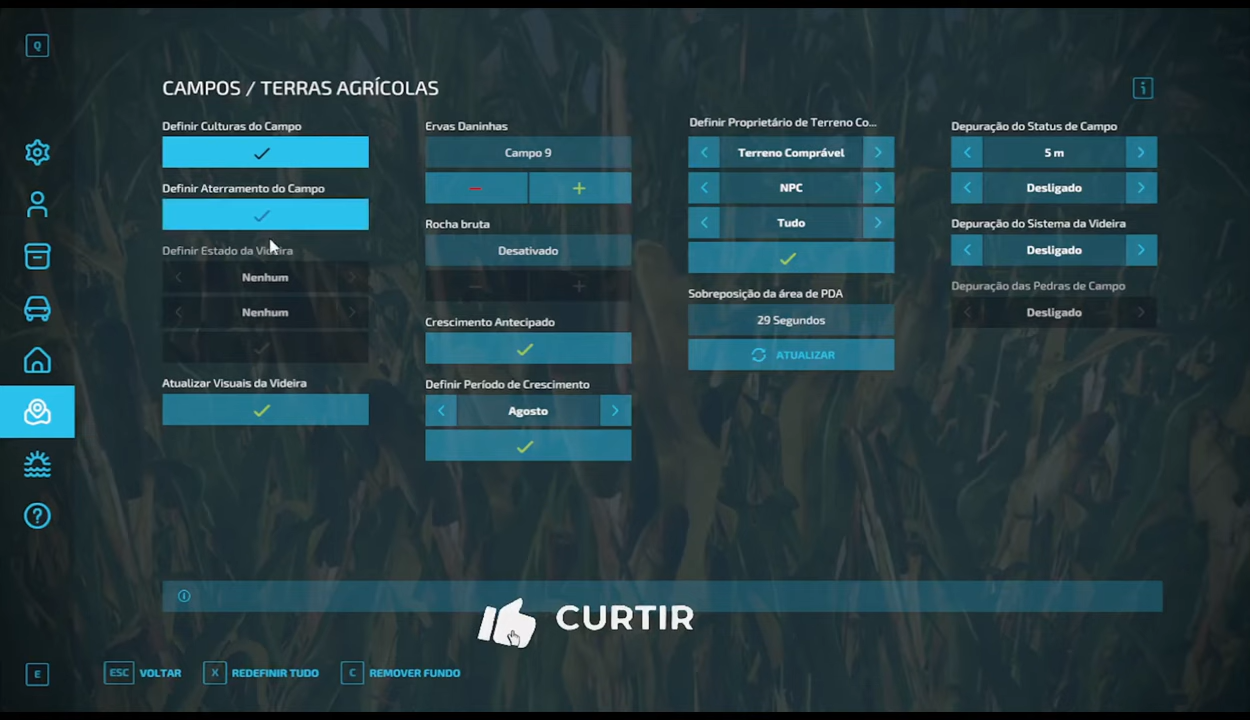 Q
CAMPOS / TERRAS AGRÍCOLAS
i
Definir Culturas do Campo
Definir Aterramento do Campo
Definir Estado da Videira
Nenhum
Nenhum
Atualizar Visuais da Videira
Ervas Daninhas
Campo 9
Rocha bruta
Desativado
Crescimento Antecipado
Definir Período de Crescimento
Agosto
Definir Proprietário de Terreno Co...
Terreno Comprável
NPC
Tudo
Sobreposição da área de PDA
29 Segundos
ATUALIZAR
Depuração do Status de Campo
5 m
Desligado
Depuração do Sistema da Videira
Desligado
Depuração das Pedras de Campo
Desligado
CURTIR
E
ESC VOLTAR X REDEFINIR TUDO C REMOVER FUNDO